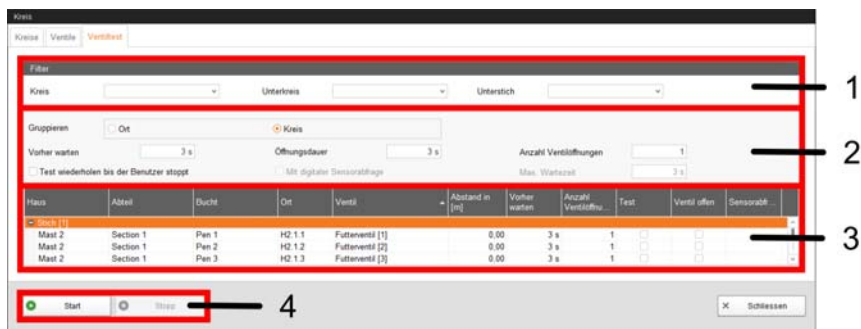 Kreis
Kreise Ventile Ventiltest
Filter
Kreis Unterkreis Unterstich
1
Gruppieren Ort Kreis
Vorher warten 3 s Öffnungsdauer 3 s Anzahl Ventilöffnungen 1
2
Test wiederholen bis der Benutzer stoppt Mit digitaler Sensorabfrage Max. Wartezeit 3 s
Haus Abteil Bucht Ort Ventil Abstand in [m] Vorher warten Anzahl Ventilöffnu... Test Ventil offen Sensorabfr...
Stich [1]
Mast 2 Section 1 Pen 1 H2.1.1 Futterventil [1] 0,00 3 s 1
Mast 2 Section 1 Pen 2 H2.1.2 Futterventil [2] 0,00 3 s 1
3
Mast 2 Section 1 Pen 3 H2.1.3 Futterventil [3] 0,00 3 s 1
Start Stopp 4 Schliessen